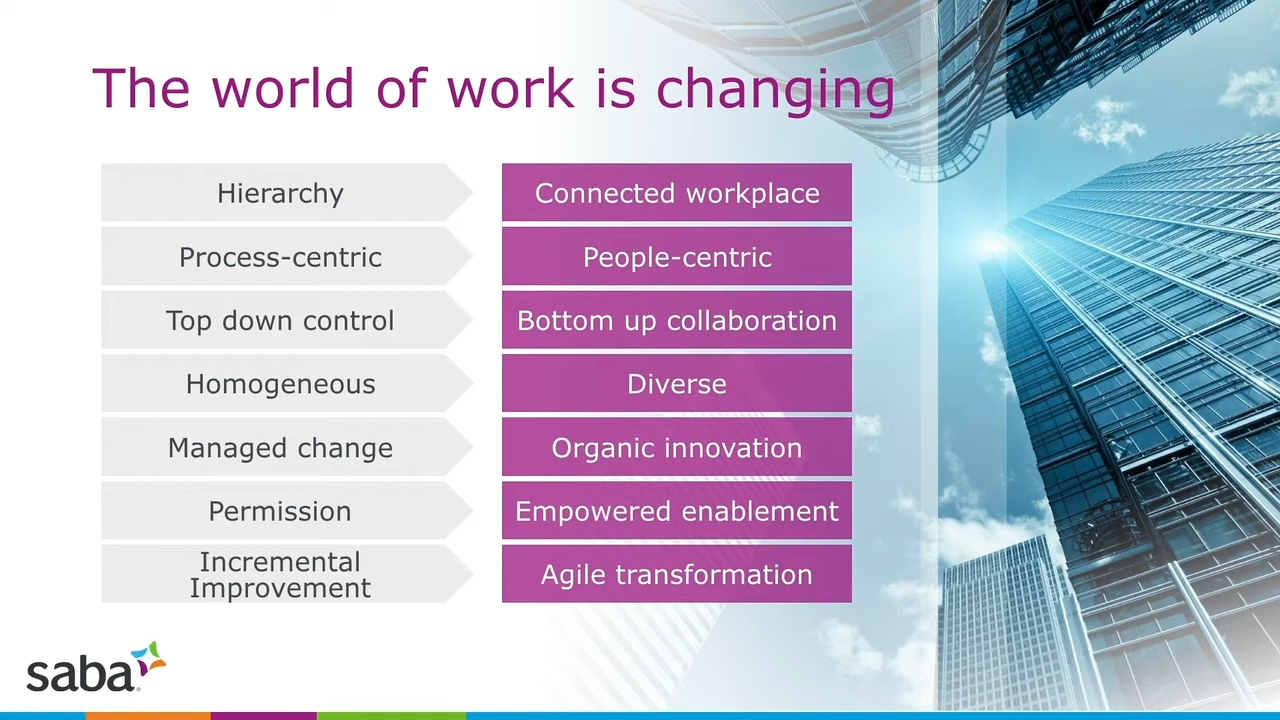 The world of work is changing
Hierarchy
Connected workplace
Process-centric
People-centric
Top down control
Bottom up collaboration
Homogeneous
Diverse
Managed change
Organic innovation
Permission
Empowered enablement
Incremental
Improvement
Agile transformation
saba